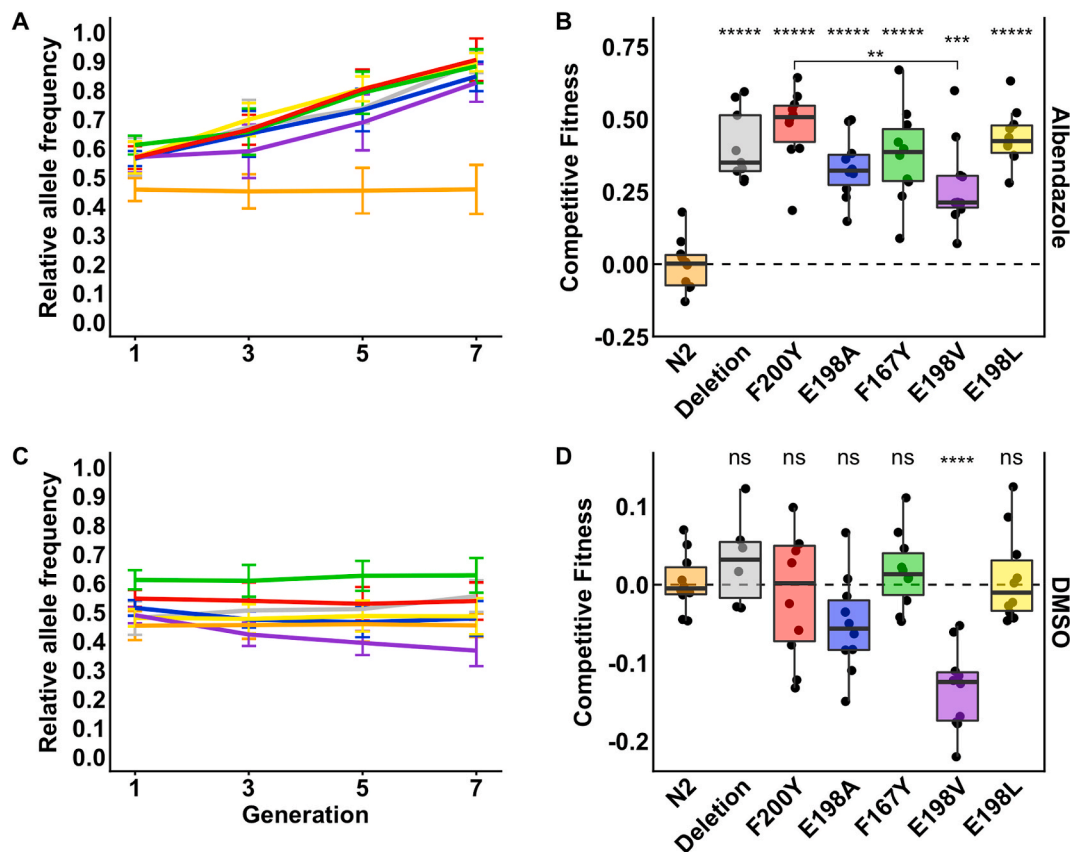 A
Relative allele frequency
1.0
0.9
0.8
0.7
0.6
0.5
0.4
0.3
0.2
0.1
0.0
1 3 5 7
B
***** ***** ***** ***** *** *****
**
Competitive Fitness
0.75
0.50
0.25
0.00
-0.25
N2 Deletion F200Y E198A F167Y E198V E198L
Albendazole
C
Relative allele frequency
1.0
0.9
0.8
0.7
0.6
0.5
0.4
0.3
0.2
0.1
0.0
1 3 5 7
Generation
D
ns ns ns ns **** ns
Competitive Fitness
0.1
0.0
-0.1
-0.2
N2 Deletion F200Y E198A F167Y E198V E198L
DMSO